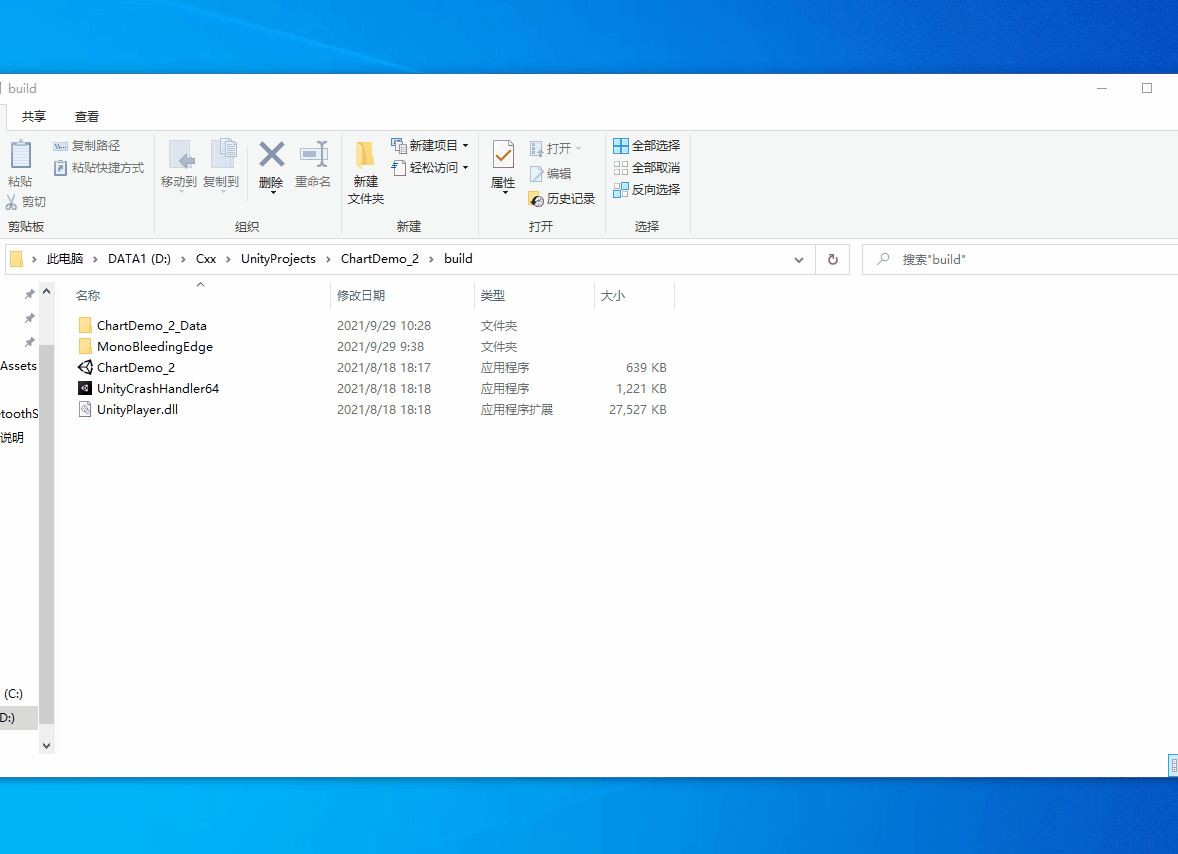 build
共享 查看
粘贴
复制路径
粘贴快捷方式
剪切
剪贴板
移动到 复制到 删除 重命名
组织
新建
文件夹
新建项目
轻松访问
新建
属性
打开
编辑
历史记录
打开
全部选择
全部取消
反向选择
选择
此电脑 › DATA1 (D:) › Cxx › UnityProjects › ChartDemo_2 › build
搜索"build"
名称 修改日期 类型 大小
ChartDemo_2_Data 2021/9/29 10:28 文件夹
MonoBleedingEdge 2021/9/29 9:38 文件夹
ChartDemo_2 2021/8/18 18:17 应用程序 639 KB
UnityCrashHandler64 2021/8/18 18:18 应用程序 1,221 KB
UnityPlayer.dll 2021/8/18 18:18 应用程序扩展 27,527 KB
Assets
etoothS
说明
(C:)
D:)